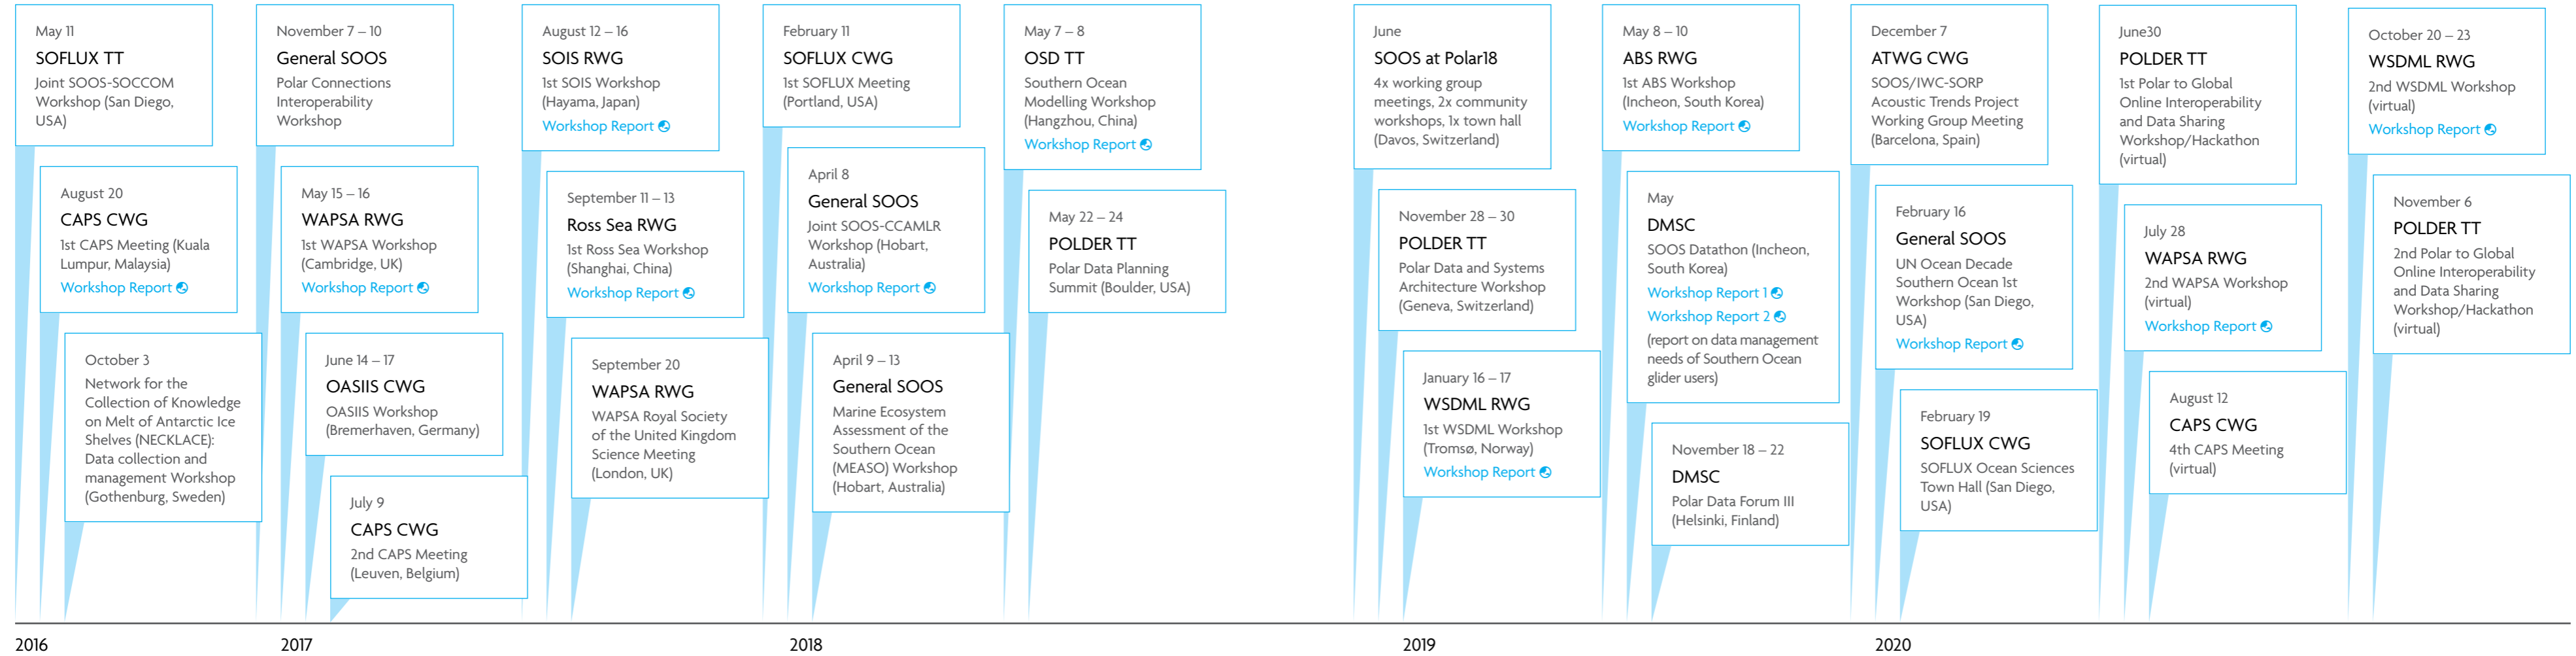 May 11
SOFLUX TT
Joint SOOS-SOCCOM
Workshop (San Diego,
USA)
August 20
CAPS CWG
1st CAPS Meeting (Kuala
Lumpur, Malaysia)
Workshop Report
October 3
Network for the
Collection of Knowledge
on Melt of Antarctic Ice
Shelves (NECKLACE):
Data collection and
management Workshop
(Gothenburg, Sweden)
November 7 – 10
General SOOS
Polar Connections
Interoperability
Workshop
May 15 – 16
WAPSA RWG
1st WAPSA Workshop
(Cambridge, UK)
Workshop Report
June 14 – 17
OASIIS CWG
OASIIS Workshop
(Bremerhaven, Germany)
July 9
CAPS CWG
2nd CAPS Meeting
(Leuven, Belgium)
August 12 – 16
SOIS RWG
1st SOIS Workshop
(Hayama, Japan)
Workshop Report
September 11 – 13
Ross Sea RWG
1st Ross Sea Workshop
(Shanghai, China)
Workshop Report
September 20
WAPSA RWG
WAPSA Royal Society
of the United Kingdom
Science Meeting
(London, UK)
February 11
SOFLUX CWG
1st SOFLUX Meeting
(Portland, USA)
April 8
General SOOS
Joint SOOS-CCAMLR
Workshop (Hobart,
Australia)
Workshop Report
April 9 – 13
General SOOS
Marine Ecosystem
Assessment of the
Southern Ocean
(MEASO) Workshop
(Hobart, Australia)
May 7 – 8
OSD TT
Southern Ocean
Modelling Workshop
(Hangzhou, China)
Workshop Report
May 22 – 24
POLDER TT
Polar Data Planning
Summit (Boulder, USA)
June
SOOS at Polar18
4x working group
meetings, 2x community
workshops, 1x town hall
(Davos, Switzerland)
November 28 – 30
POLDER TT
Polar Data and Systems
Architecture Workshop
(Geneva, Switzerland)
January 16 – 17
WSDML RWG
1st WSDML Workshop
(Tromsø, Norway)
Workshop Report
May 8 – 10
ABS RWG
1st ABS Workshop
(Incheon, South Korea)
Workshop Report
May
DMSC
SOOS Datathon (Incheon,
South Korea)
Workshop Report 1
Workshop Report 2
(report on data management
needs of Southern Ocean
glider users)
November 18 – 22
DMSC
Polar Data Forum III
(Helsinki, Finland)
December 7
ATWG CWG
SOOS/IWC-SORP
Acoustic Trends Project
Working Group Meeting
(Barcelona, Spain)
February 16
General SOOS
UN Ocean Decade
Southern Ocean 1st
Workshop (San Diego,
USA)
Workshop Report
February 19
SOFLUX CWG
SOFLUX Ocean Sciences
Town Hall (San Diego,
USA)
June30
POLDER TT
1st Polar to Global
Online Interoperability
and Data Sharing
Workshop/Hackathon
(virtual)
July 28
WAPSA RWG
2nd WAPSA Workshop
(virtual)
Workshop Report
August 12
CAPS CWG
4th CAPS Meeting
(virtual)
October 20 – 23
WSDML RWG
2nd WSDML Workshop
(virtual)
Workshop Report
November 6
POLDER TT
2nd Polar to Global
Online Interoperability
and Data Sharing
Workshop/Hackathon
(virtual)
2016
2017
2018
2019
2020